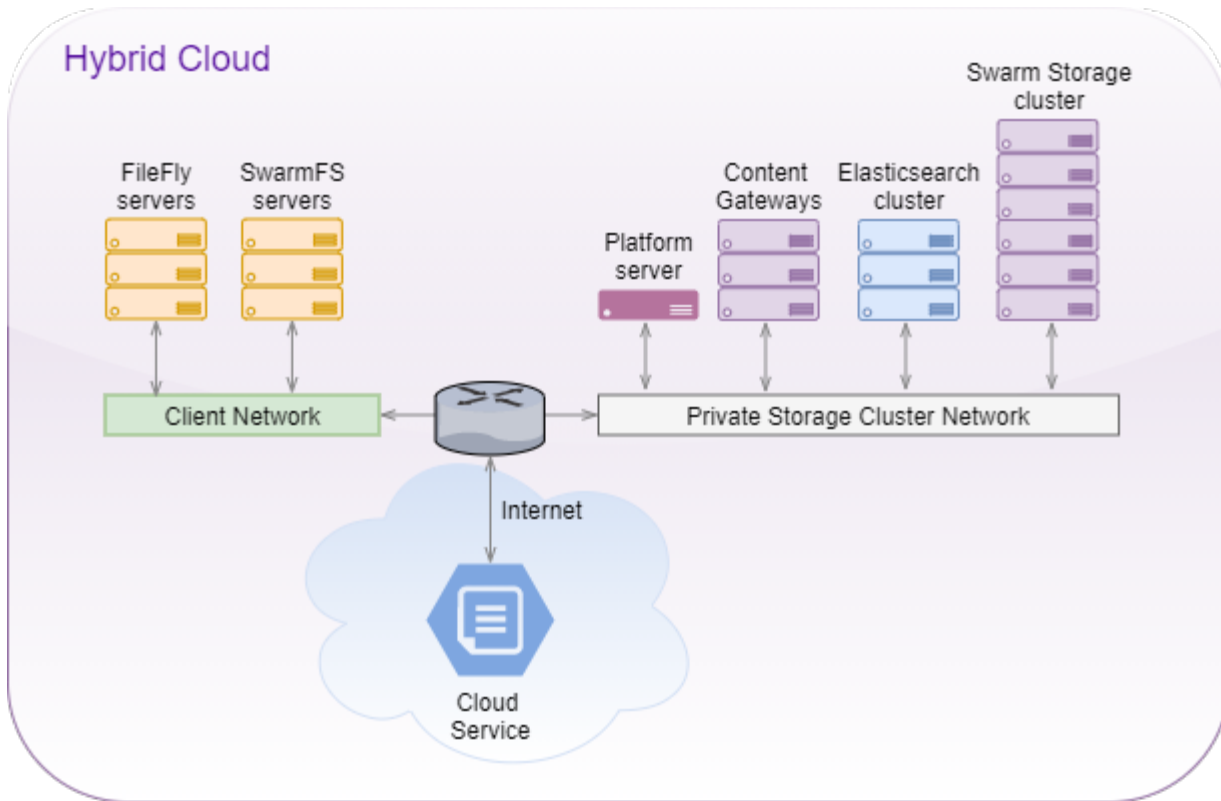 Hybrid Cloud
FileFly
servers
SwarmFS
servers
Platform
server
Content
Gateways
Elasticsearch
cluster
Swarm Storage
cluster
Client Network
Private Storage Cluster Network
Internet
Cloud
Service